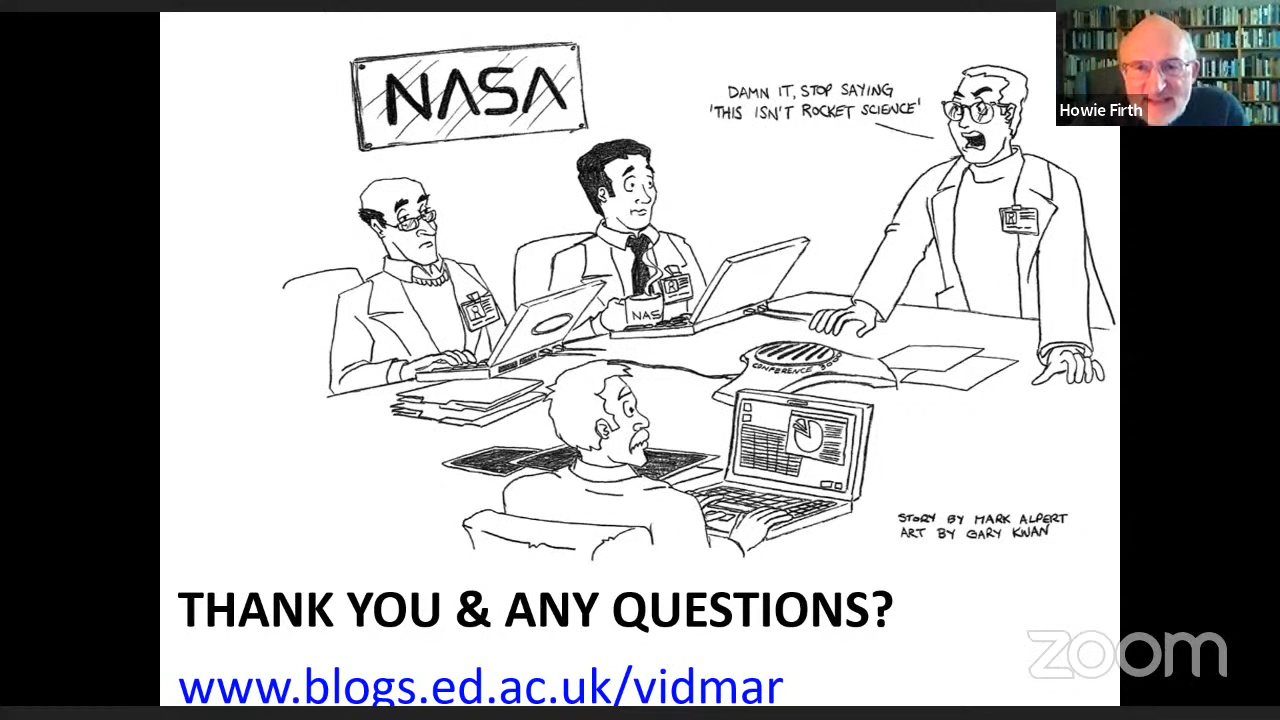 NASA
DAMN IT, STOP SAYING
'THIS ISN'T ROCKET SCIENCE'
Howie Firth
R
R
R
NAS
CONFERENCE
STORY BY MARK ALPERT
ART BY GARY KWAN
THANK YOU & ANY QUESTIONS?
www.blogs.ed.ac.uk/vidmar
zoom